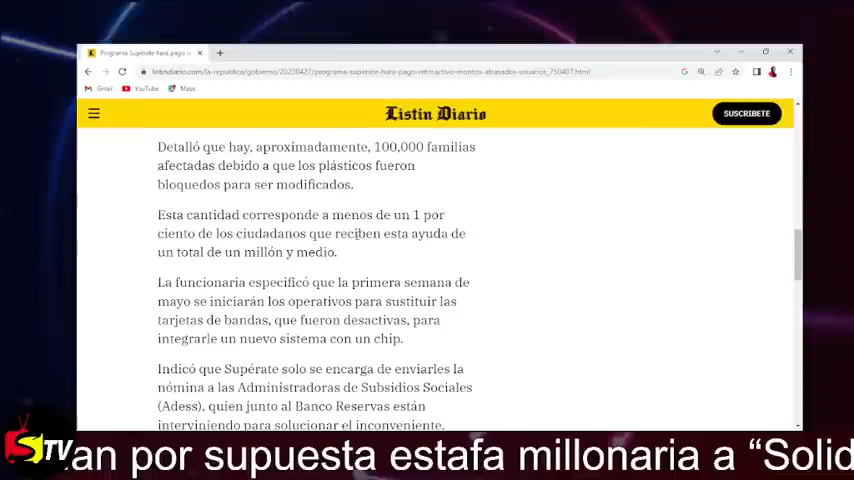 Programa Supérate hará pago r
listindiario.com/la-republica/gobierno/20230427/programa-superate-hara-pago-retroactivo-montos-atrasados-usuarios_750407.html
Gmail YouTube Maps
Listín Diario
SUSCRIBETE
Detalló que hay, aproximadamente, 100,000 familias
afectadas debido a que los plásticos fueron
bloquedos para ser modificados.
Esta cantidad corresponde a menos de un 1 por
ciento de los ciudadanos que reciben esta ayuda de
un total de un millón y medio.
La funcionaria especificó que la primera semana de
mayo se iniciarán los operativos para sustituir las
tarjetas de bandas, que fueron desactivas, para
integrarle un nuevo sistema con un chip.
Indicó que Supérate solo se encarga de enviarles la
nómina a las Administradoras de Subsidios Sociales
(Adess), quien junto al Banco Reservas están
interviniendo para solucionar el inconveniente.
STV
an por supuesta estafa millonaria a “Solid